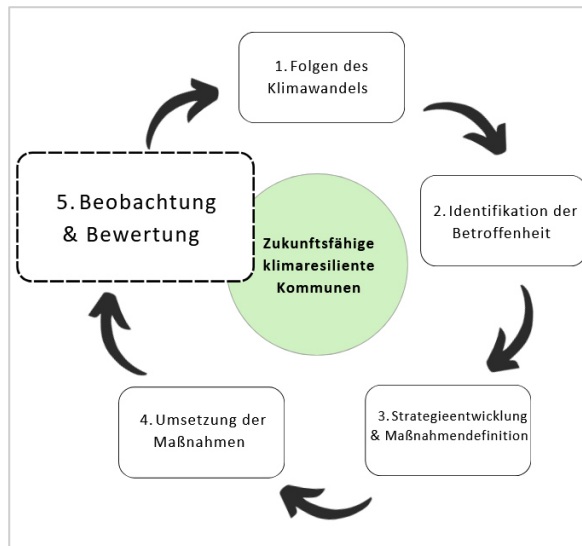 1. Folgen des
Klimawandels
2. Identifikation der
Betroffenheit
3. Strategieentwicklung
& Maßnahmendefinition
4. Umsetzung der
Maßnahmen
5. Beobachtung
& Bewertung
Zukunftsfähige
klimaresiliente
Kommunen